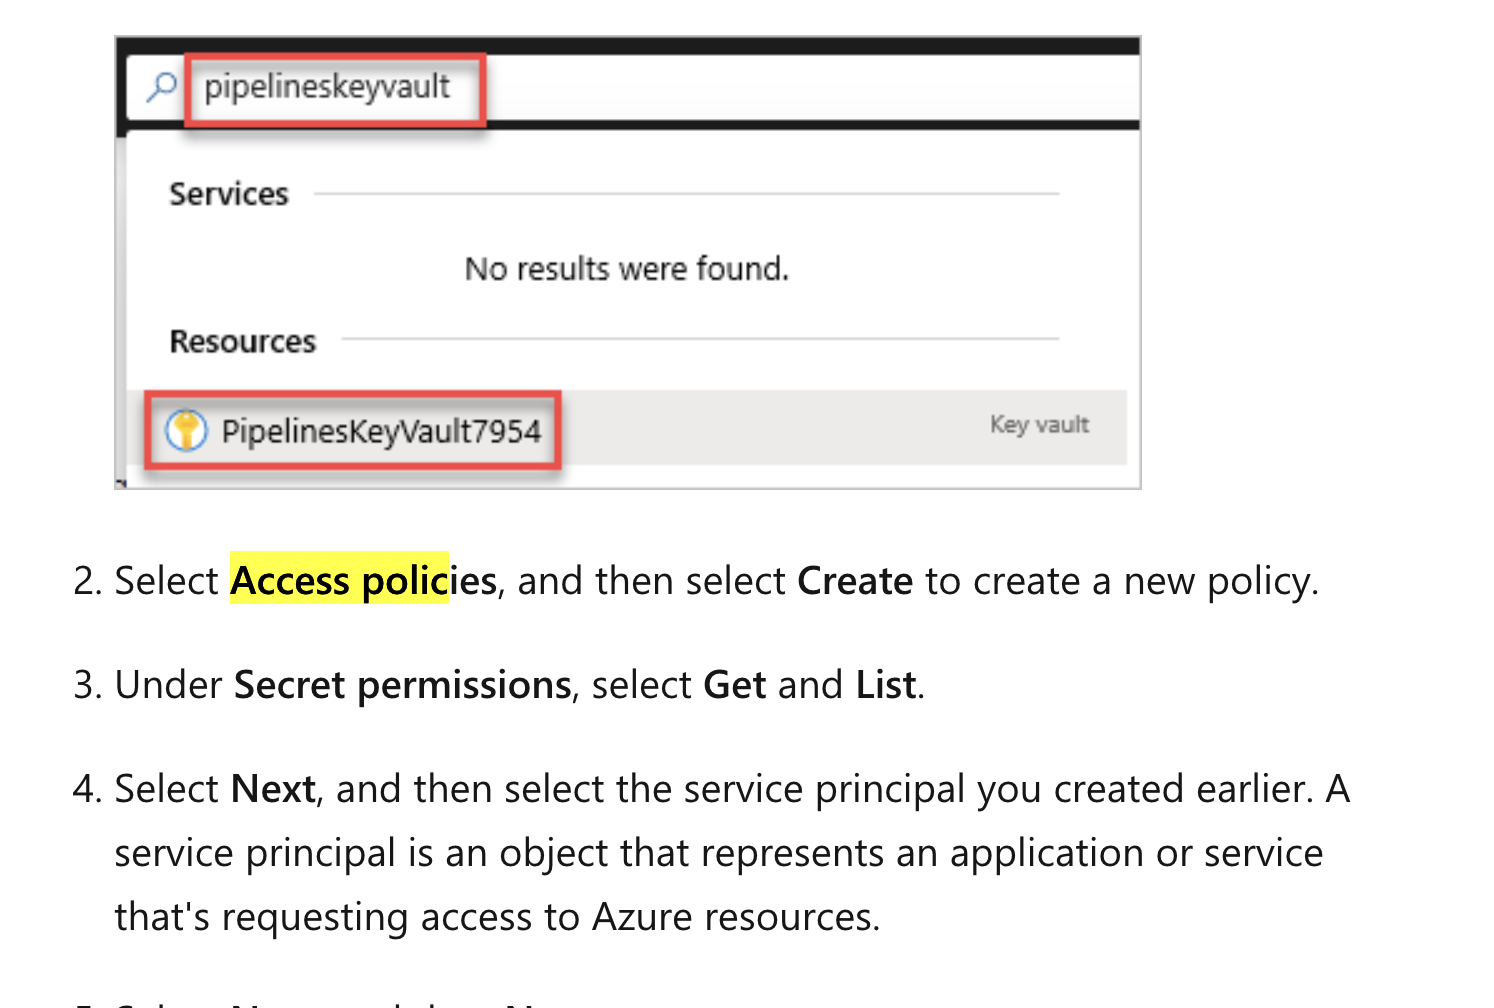 pipelineskeyvault
Services
No results were found.
Resources
PipelinesKeyVault7954 Key vault
2. Select Access policies, and then select Create to create a new policy.
3. Under Secret permissions, select Get and List.
4. Select Next, and then select the service principal you created earlier. A
service principal is an object that represents an application or service
that's requesting access to Azure resources.